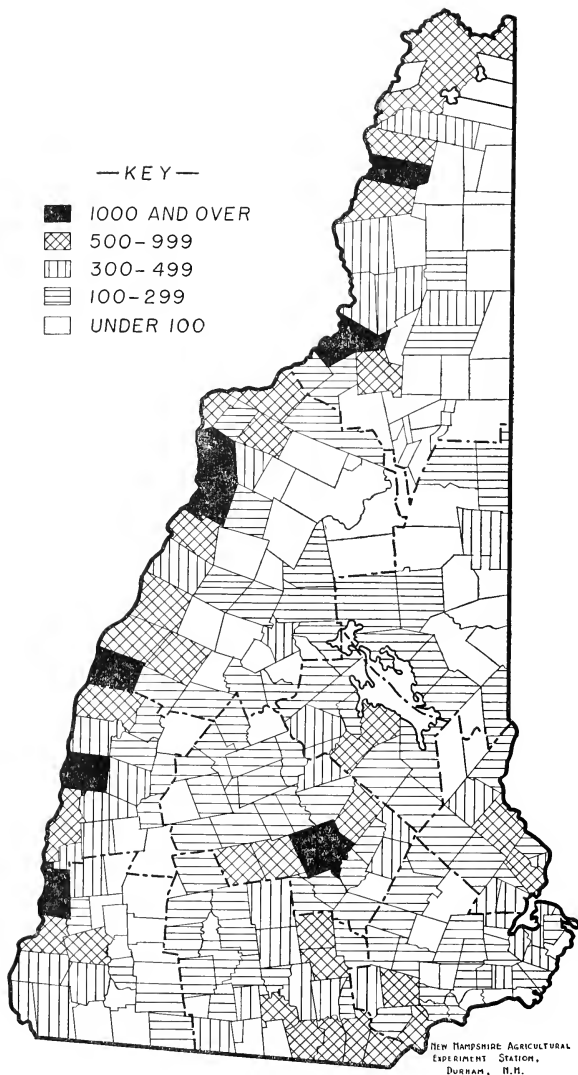 —KEY—
1000 AND OVER
500-999
300-499
100-299
UNDER 100
NEW HAMPSHIRE AGRICULTURAL
EXPERIMENT STATION,
DURHAM, N.H.